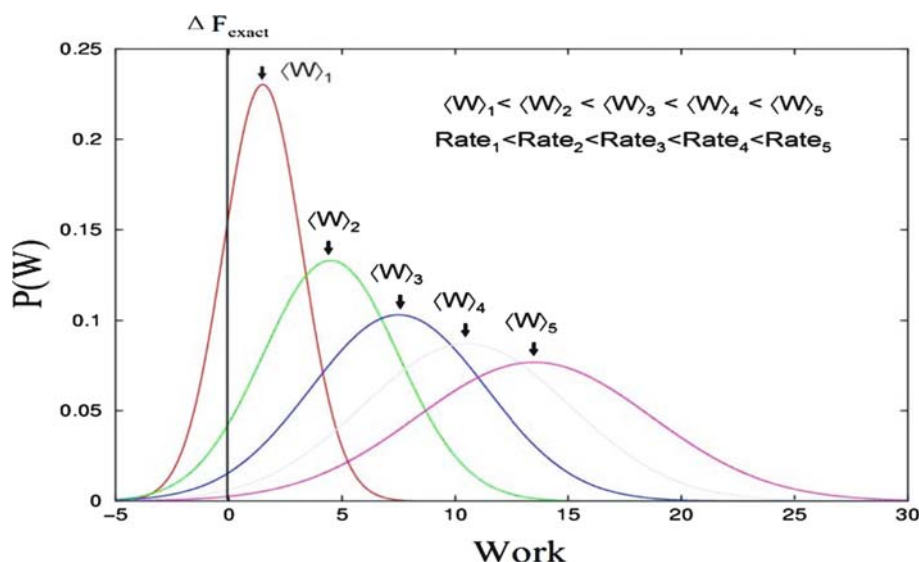 Δ F_exact
0.25
0.2
0.15
0.1
0.05
0
P(W)
⟨W⟩₁
⟨W⟩₂
⟨W⟩₃
⟨W⟩₄
⟨W⟩₅
⟨W⟩₁< ⟨W⟩₂ < ⟨W⟩₃ < ⟨W⟩₄ < ⟨W⟩₅
Rate₁<Rate₂<Rate₃<Rate₄<Rate₅
-5 0 5 10 15 20 25 30
Work